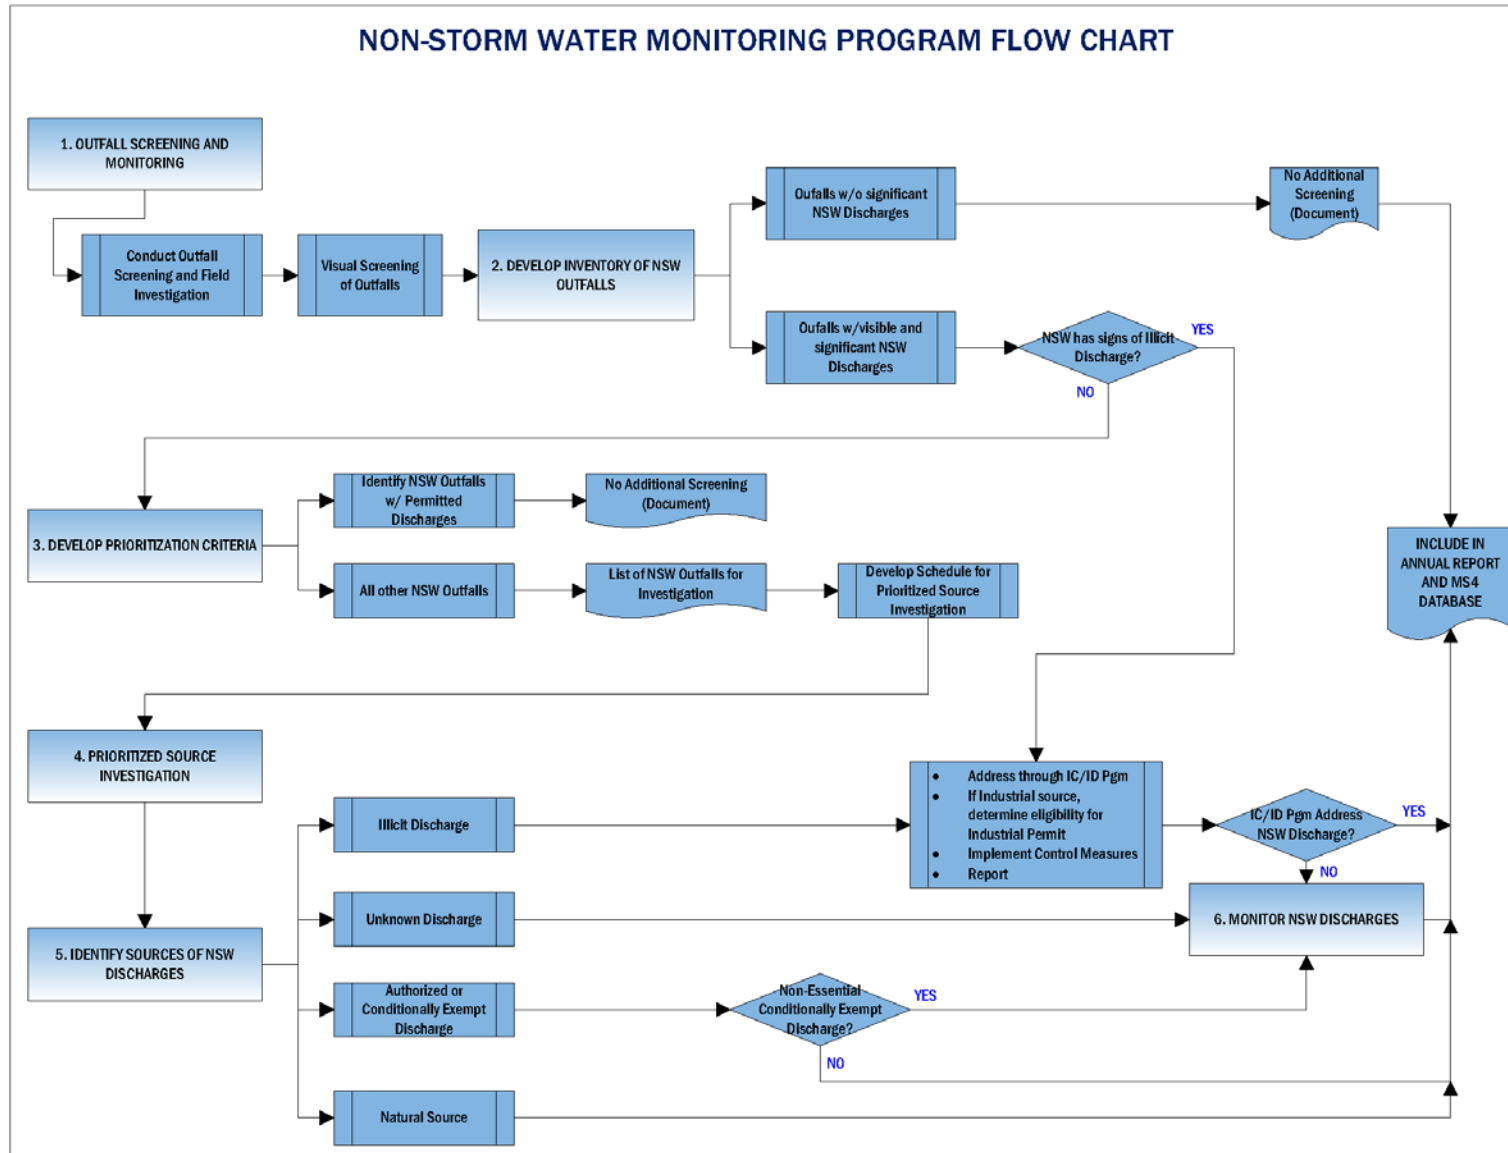 NON-STORM WATER MONITORING PROGRAM FLOW CHART
1. OUTFALL SCREENING AND
MONITORING
Conduct Outfall
Screening and Field
Investigation
Visual Screening
of Outfalls
2. DEVELOP INVENTORY OF NSW
OUTFALLS
Oufalls w/o significant
NSW Discharges
No Additional
Screening
(Document)
Oufalls w/visible and
significant NSW
Discharges
NSW has signs of Illicit
Discharge?
YES
NO
3. DEVELOP PRIORITIZATION CRITERIA
Identify NSW Outfalls
w/ Permitted
Discharges
No Additional Screening
(Document)
All other NSW Outfalls
List of NSW Outfalls for
Investigation
Develop Schedule for
Prioritized Source
Investigation
INCLUDE IN
ANNUAL REPORT
AND MS4
DATABASE
4. PRIORITIZED SOURCE
INVESTIGATION
5. IDENTIFY SOURCES OF NSW
DISCHARGES
Illicit Discharge
• Address through IC/ID Pgm
• If Industrial source,
determine eligibility for
Industrial Permit
• Implement Control Measures
• Report
IC/ID Pgm Address
NSW Discharge?
YES
NO
Unknown Discharge
6. MONITOR NSW DISCHARGES
Authorized or
Conditionally Exempt
Discharge
Non-Essential
Conditionally Exempt
Discharge?
YES
NO
Natural Source